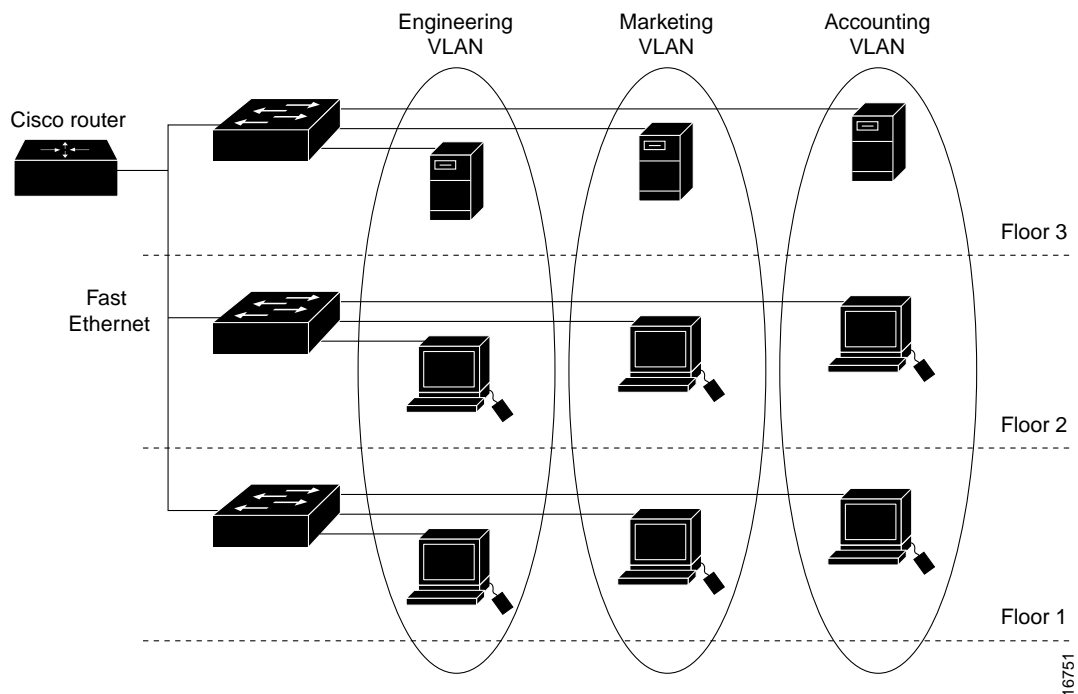 Engineering
VLAN
Marketing
VLAN
Accounting
VLAN
Cisco router
Floor 3
Fast
Ethernet
Floor 2
Floor 1
16751